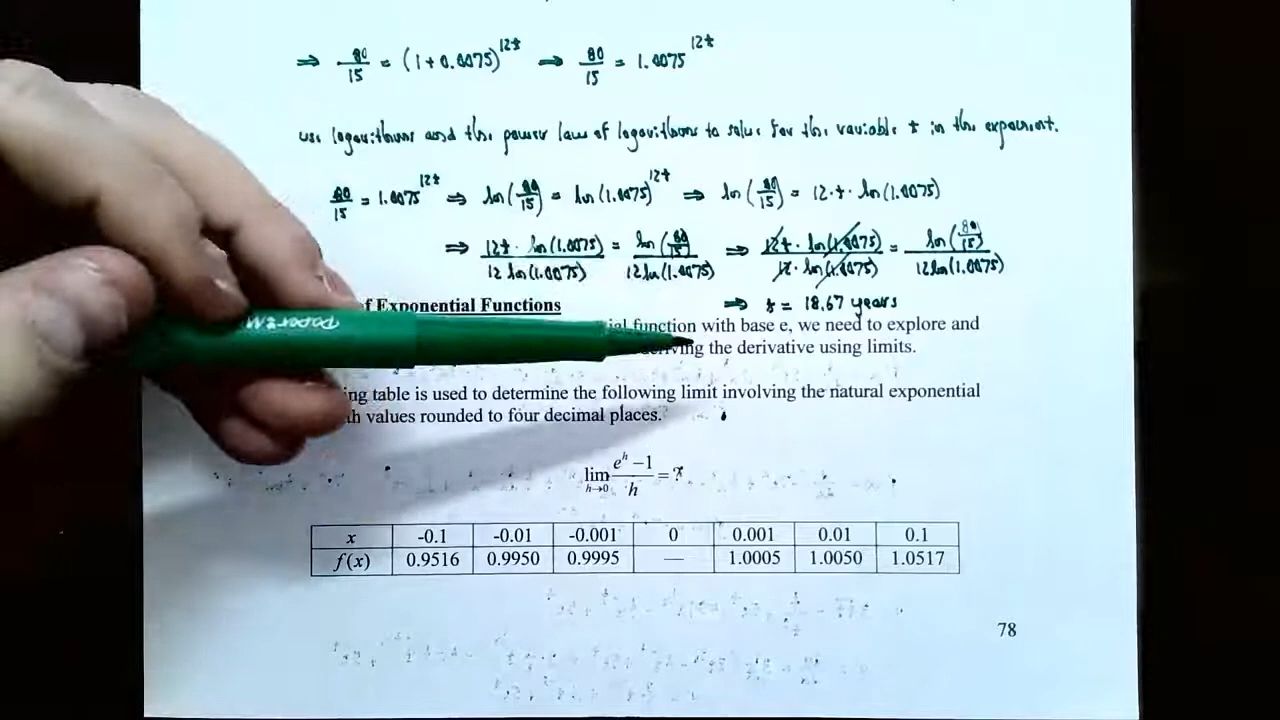 ⇒ 80/15 = (1+0.0075)^12t ⇒ 80/15 = 1.0075^12t
use logarithms and the power law of logarithms to solve for the variable t in the exponent.
80/15 = 1.0075^12t ⇒ ln(80/15) = ln(1.0075)^12t ⇒ ln(80/15) = 12·t·ln(1.0075)
⇒ 12t · ln(1.0075)/12 ln(1.0075) = ln(80/15)/12 ln(1.0075) ⇒ 12t · ln(1.0075)/12 · ln(1.0075) = ln(80/15)/12 ln(1.0075)
⇒ t = 18.67 years
of Exponential Functions
function with base e, we need to explore and
the derivative using limits.
table is used to determine the following limit involving the natural exponential
values rounded to four decimal places.
lim h→0 (e^h −1)/h = ?
x -0.1 -0.01 -0.001 0 0.001 0.01 0.1
f(x) 0.9516 0.9950 0.9995 — 1.0005 1.0050 1.0517
78